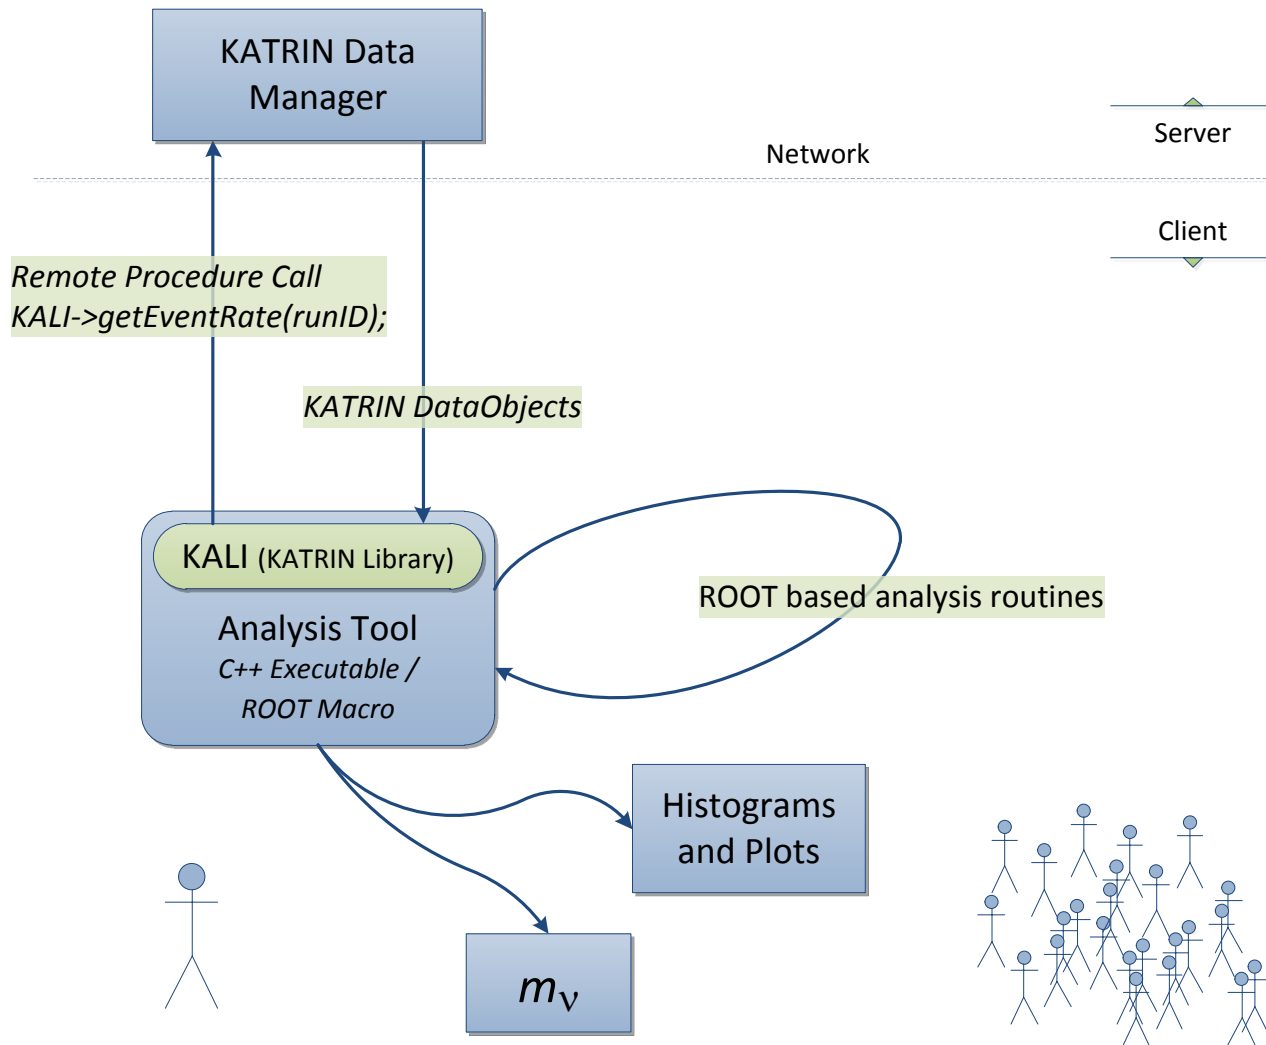 KATRIN Data
Manager
Server
Network
Client
Remote Procedure Call
KALI->getEventRate(runID);
KATRIN DataObjects
KALI (KATRIN Library)
ROOT based analysis routines
Analysis Tool
C++ Executable /
ROOT Macro
Histograms
and Plots
mν